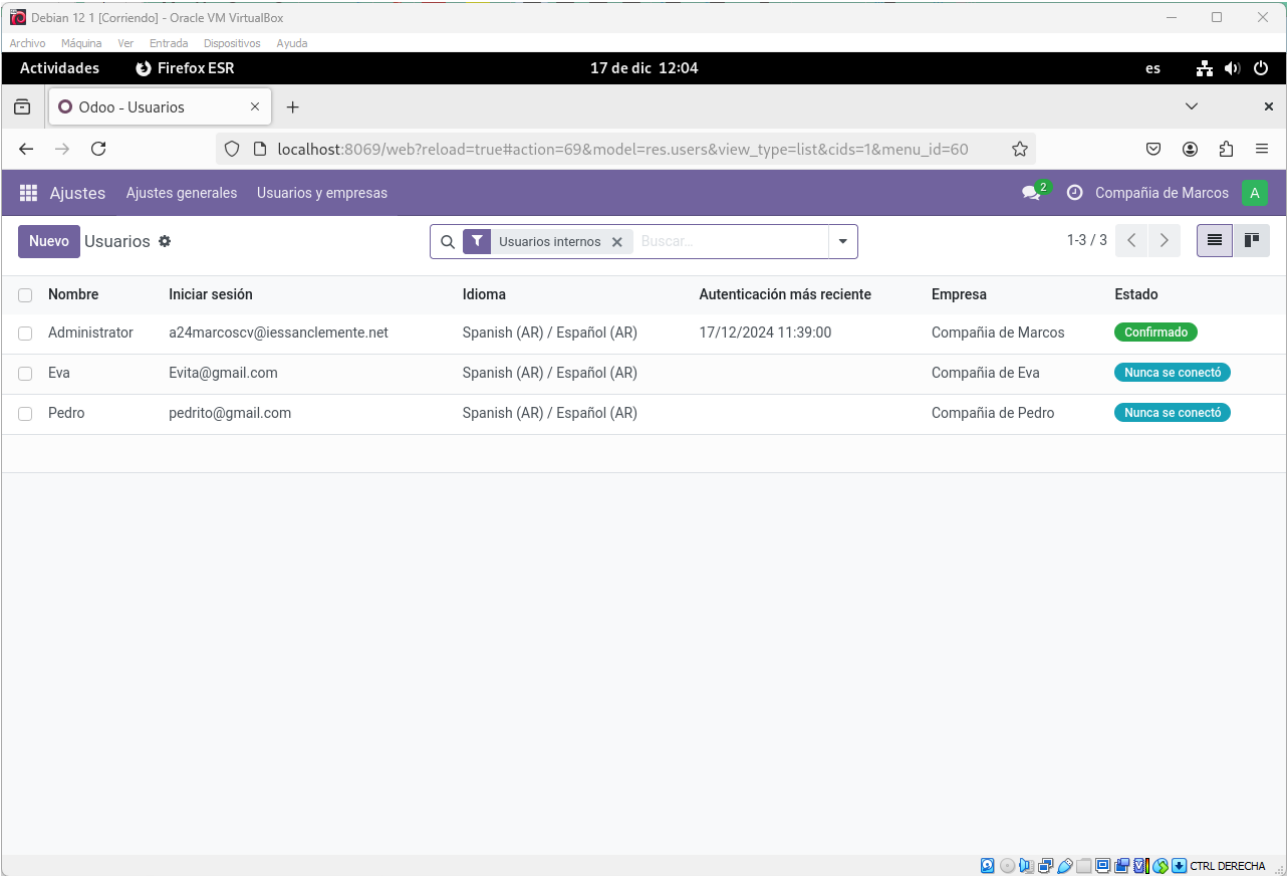 Debian 12 1 [Corriendo] - Oracle VM VirtualBox
Archivo Máquina Ver Entrada Dispositivos Ayuda
Actividades Firefox ESR 17 de dic 12:04 es
Odoo - Usuarios
localhost:8069/web?reload=true#action=69&model=res.users&view_type=list&cids=1&menu_id=60
Ajustes Ajustes generales Usuarios y empresas 2 Compañia de Marcos A
Nuevo Usuarios Usuarios internos Buscar... 1-3 / 3
Nombre Iniciar sesión Idioma Autenticación más reciente Empresa Estado
Administrator a24marcoscv@iessanclemente.net Spanish (AR) / Español (AR) 17/12/2024 11:39:00 Compañia de Marcos Confirmado
Eva Evita@gmail.com Spanish (AR) / Español (AR) Compañia de Eva Nunca se conectó
Pedro pedrito@gmail.com Spanish (AR) / Español (AR) Compañia de Pedro Nunca se conectó
CTRL DERECHA